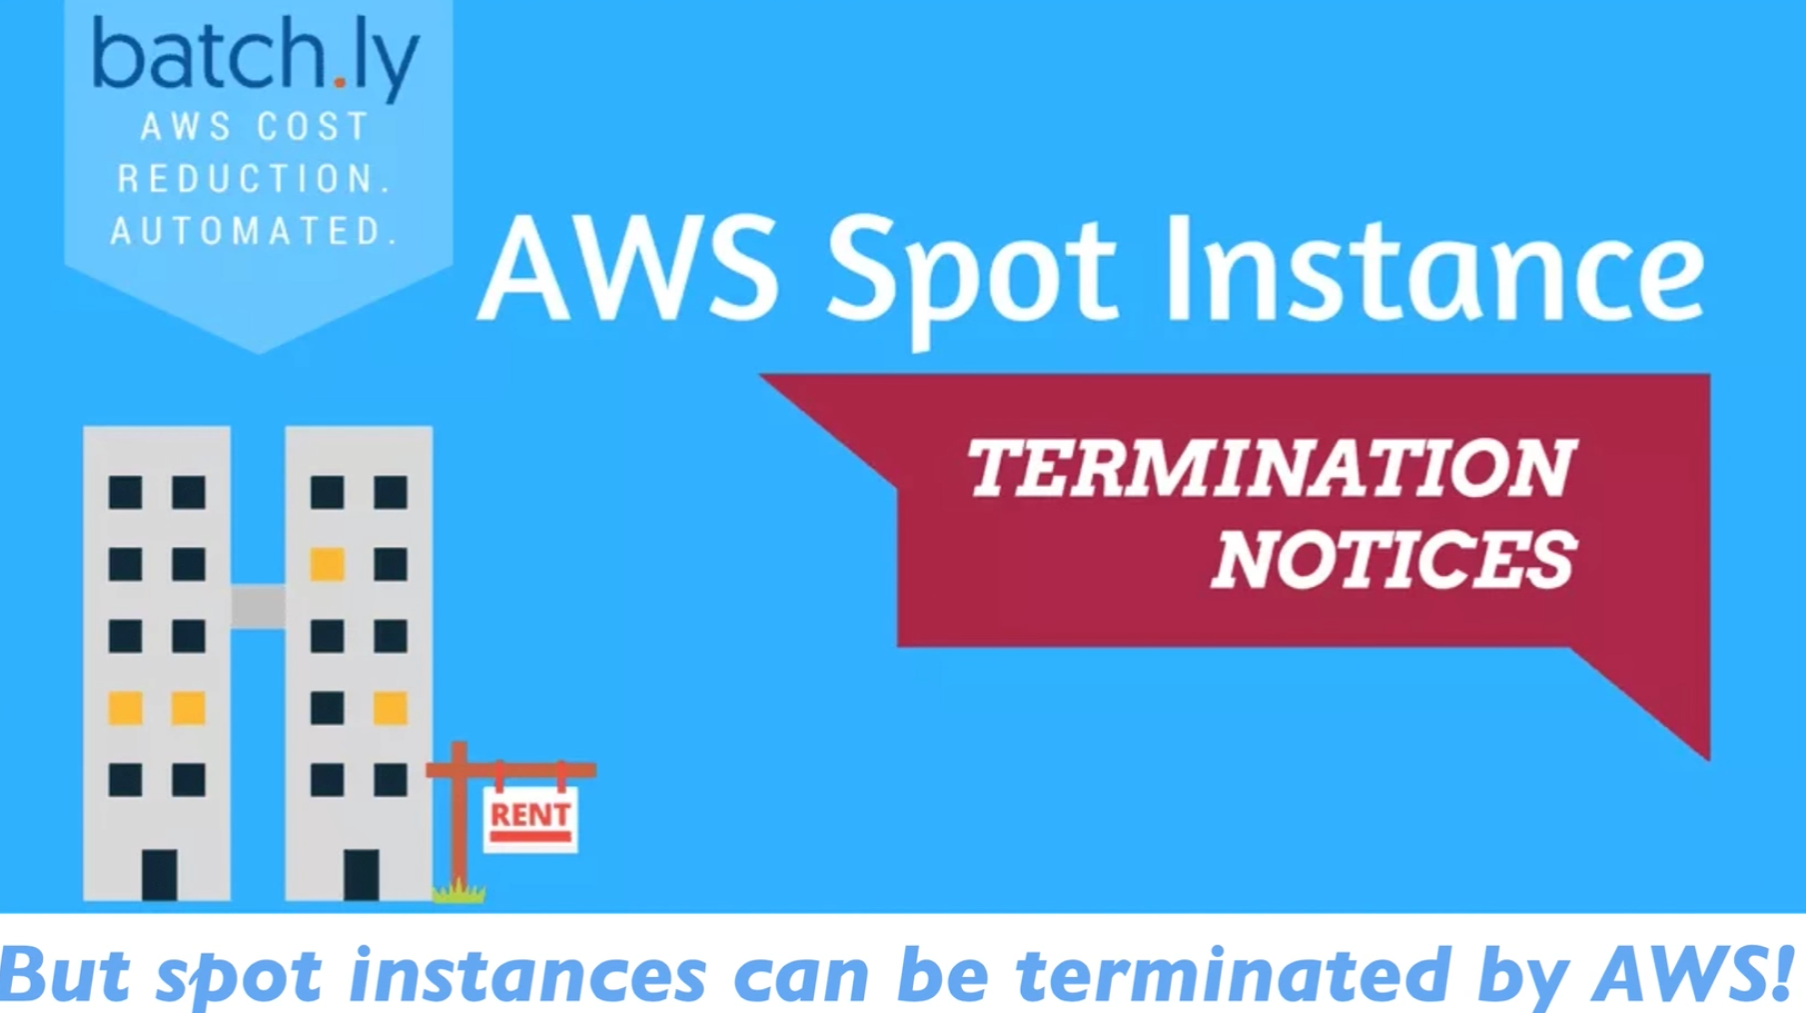 batch.ly
AWS COST
REDUCTION.
AUTOMATED.
AWS Spot Instance
TERMINATION
NOTICES
RENT
But spot instances can be terminated by AWS!